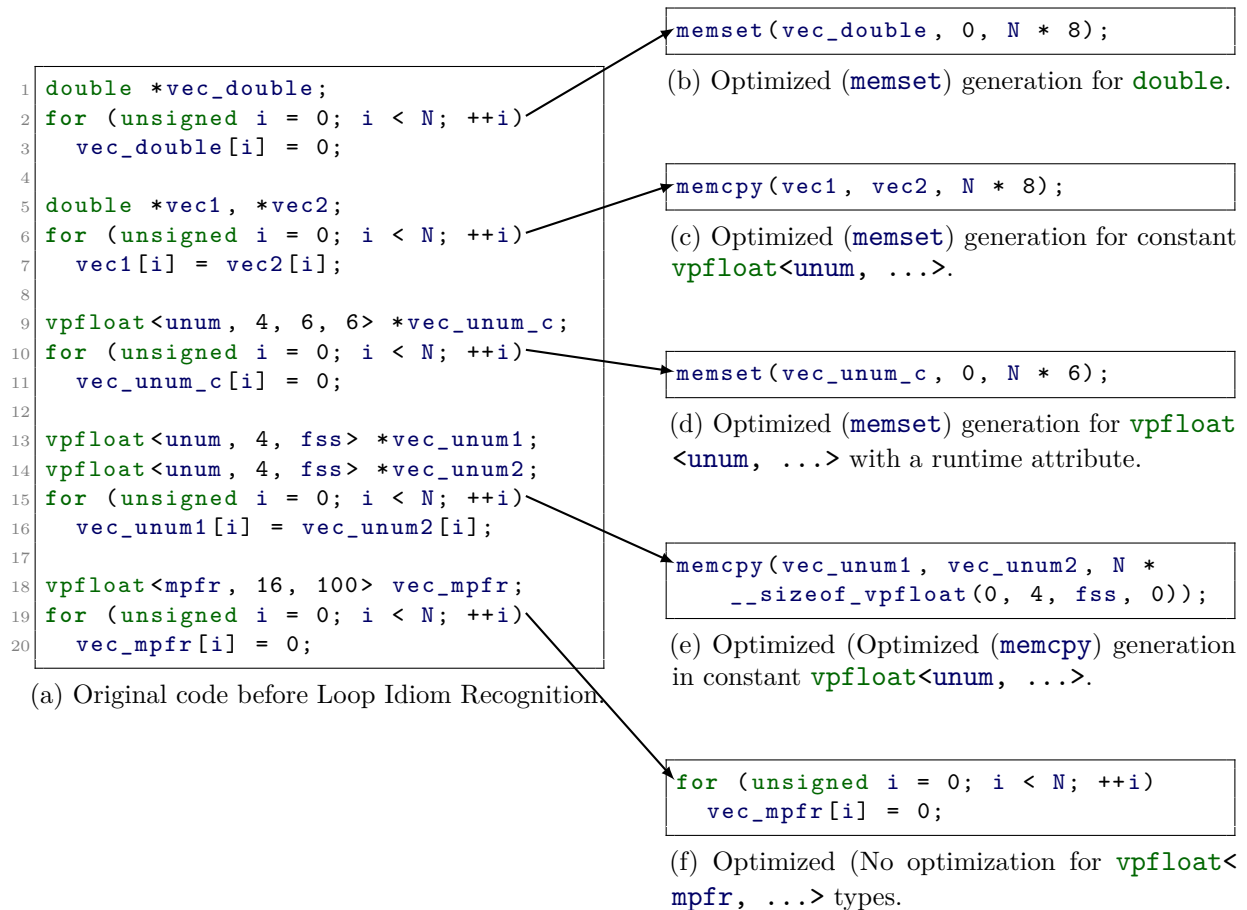 1 double *vec_double;
2 for (unsigned i = 0; i < N; ++i)
3   vec_double[i] = 0;
4
5 double *vec1, *vec2;
6 for (unsigned i = 0; i < N; ++i)
7   vec1[i] = vec2[i];
8
9 vpfloat<unum, 4, 6, 6> *vec_unum_c;
10 for (unsigned i = 0; i < N; ++i)
11   vec_unum_c[i] = 0;
12
13 vpfloat<unum, 4, fss> *vec_unum1;
14 vpfloat<unum, 4, fss> *vec_unum2;
15 for (unsigned i = 0; i < N; ++i)
16   vec_unum1[i] = vec_unum2[i];
17
18 vpfloat<mpfr, 16, 100> vec_mpfr;
19 for (unsigned i = 0; i < N; ++i)
20   vec_mpfr[i] = 0;
(a) Original code before Loop Idiom Recognition.
memset(vec_double, 0, N * 8);
(b) Optimized (memset) generation for double.
memcpy(vec1, vec2, N * 8);
(c) Optimized (memset) generation for constant
vpfloat<unum, ...>.
memset(vec_unum_c, 0, N * 6);
(d) Optimized (memset) generation for vpfloat
<unum, ...> with a runtime attribute.
memcpy(vec_unum1, vec_unum2, N *
__sizeof_vpfloat(0, 4, fss, 0));
(e) Optimized (Optimized (memcpy) generation
in constant vpfloat<unum, ...>.
for (unsigned i = 0; i < N; ++i)
  vec_mpfr[i] = 0;
(f) Optimized (No optimization for vpfloat<
mpfr, ...> types.